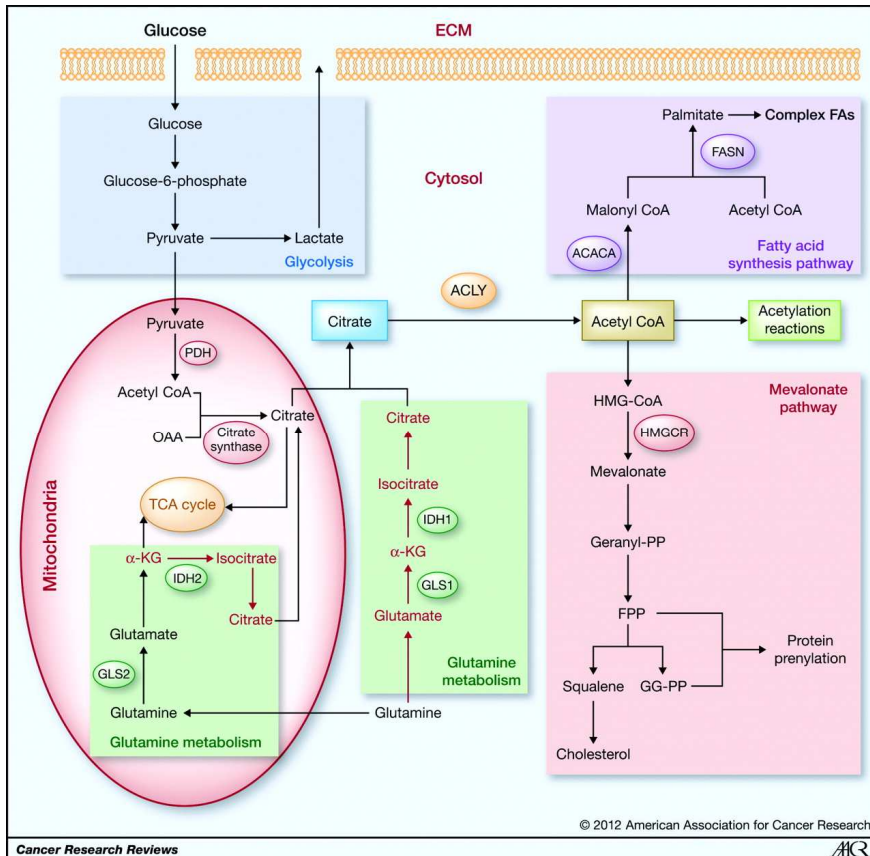 Glucose
ECM
Glucose
Glucose-6-phosphate
Pyruvate
Lactate
Glycolysis
Cytosol
Palmitate
Complex FAs
FASN
Malonyl CoA
Acetyl CoA
ACACA
Fatty acid
synthesis pathway
Pyruvate
PDH
Acetyl CoA
OAA
Citrate
synthase
Citrate
TCA cycle
Mitochondria
α-KG
IDH2
Isocitrate
Citrate
Glutamate
GLS2
Glutamine
Glutamine metabolism
Citrate
ACLY
Acetyl CoA
Acetylation
reactions
Citrate
Isocitrate
IDH1
α-KG
GLS1
Glutamate
Glutamine
metabolism
Glutamine
Mevalonate
pathway
HMG-CoA
HMGCR
Mevalonate
Geranyl-PP
FPP
Protein
prenylation
Squalene
GG-PP
Cholesterol
© 2012 American Association for Cancer Research
Cancer Research Reviews
AACR